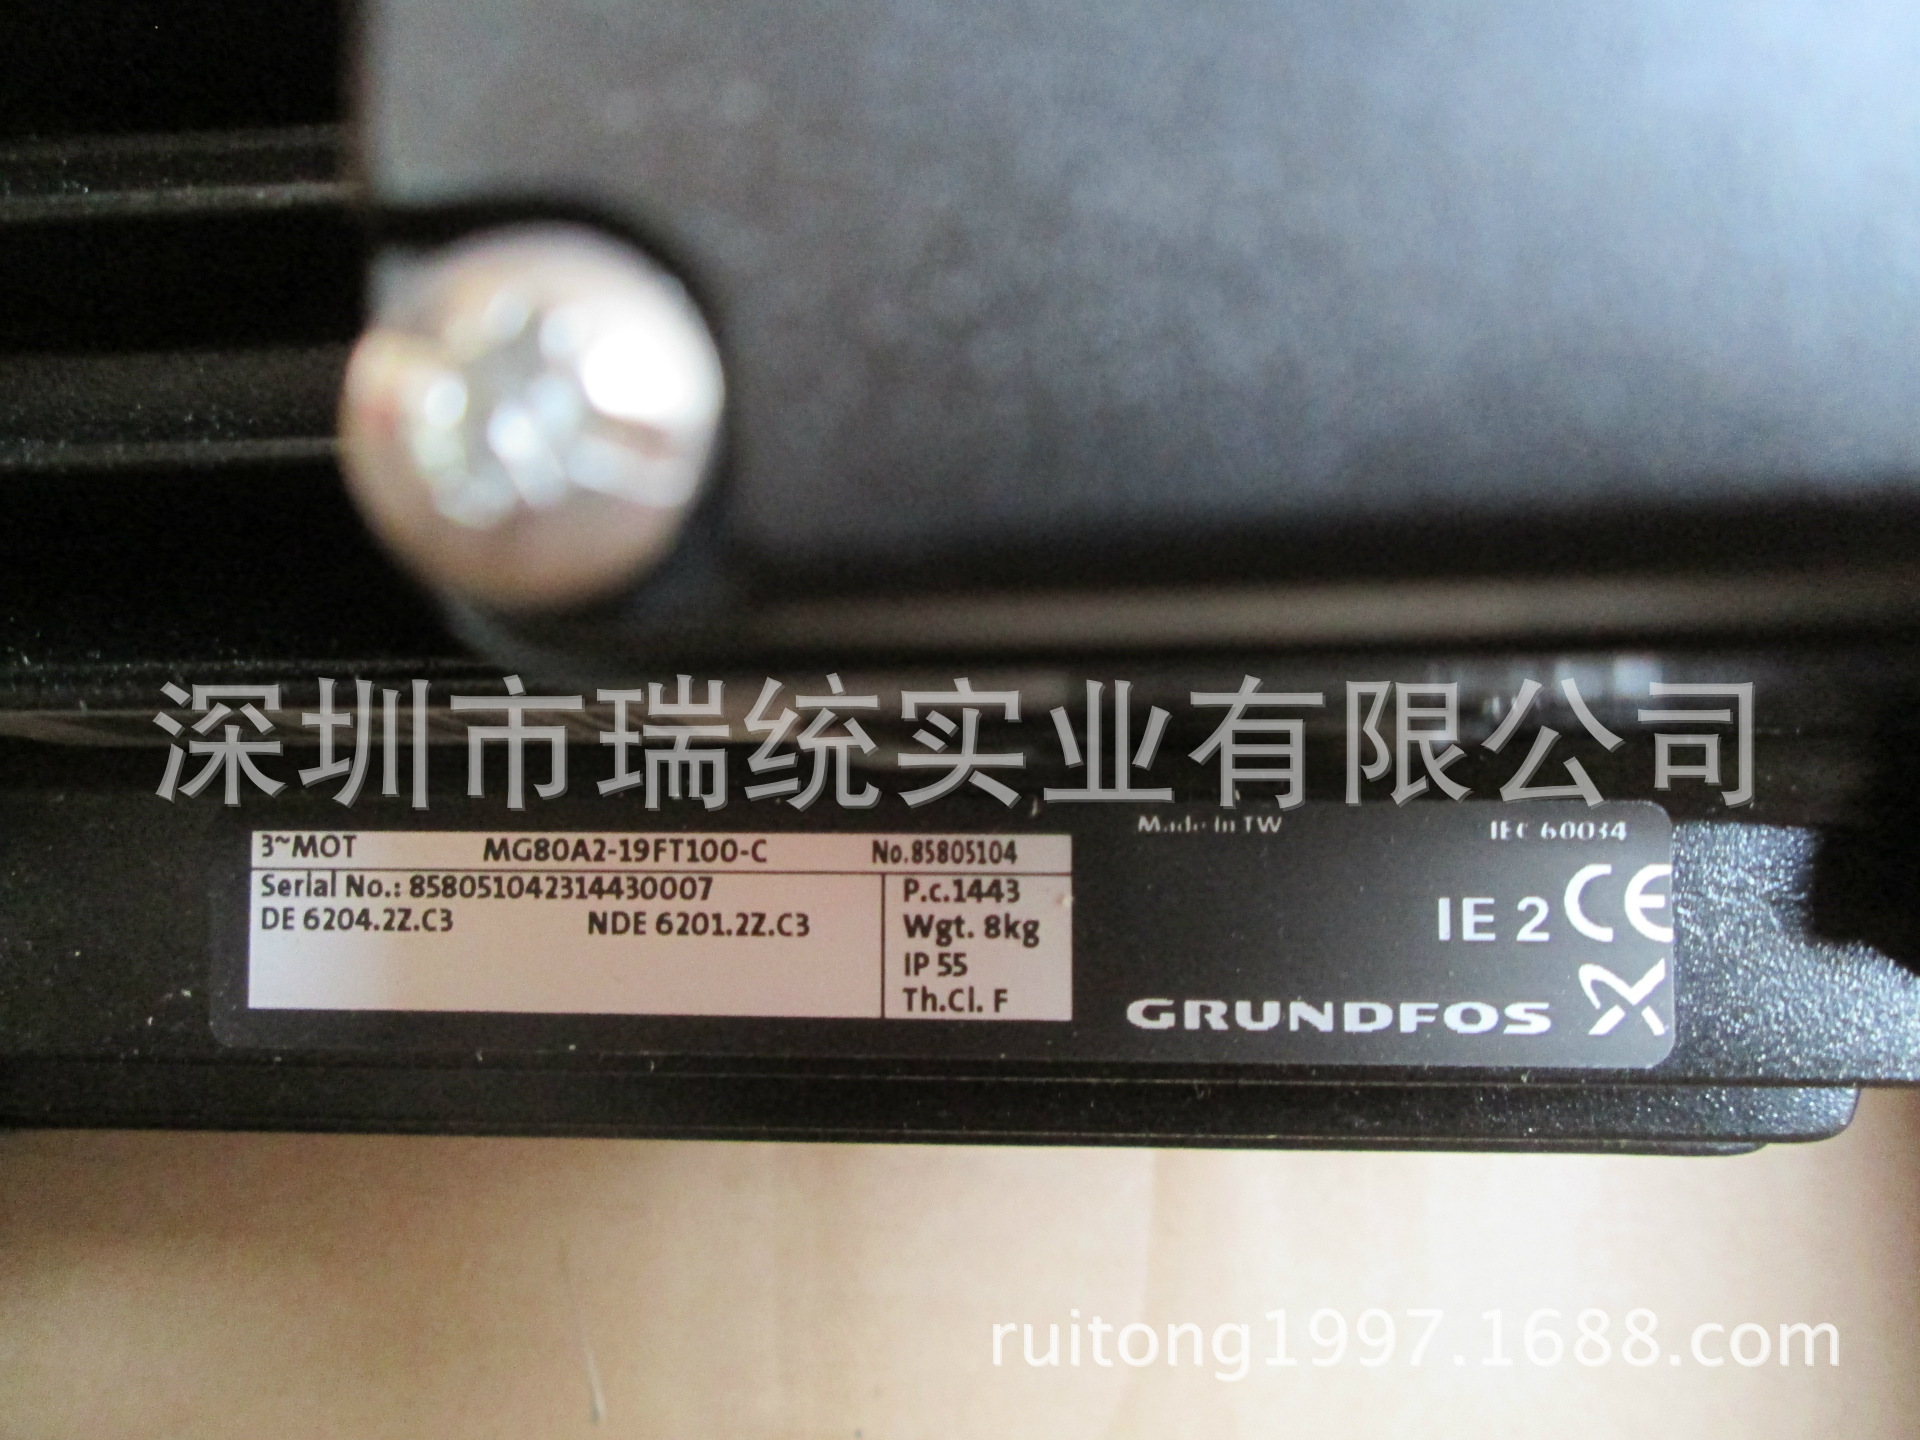 深圳市瑞统实业有限公司
Made In TW IEC 60034
3~MOT MG80A2-19FT100-C No.85805104
Serial No.: 858051042314430007 P.c.1443
DE 6204.2Z.C3 NDE 6201.2Z.C3 Wgt. 8kg
IP 55
Th.Cl. F
IE 2 CE
GRUNDFOS
ruitong1997.1688.com